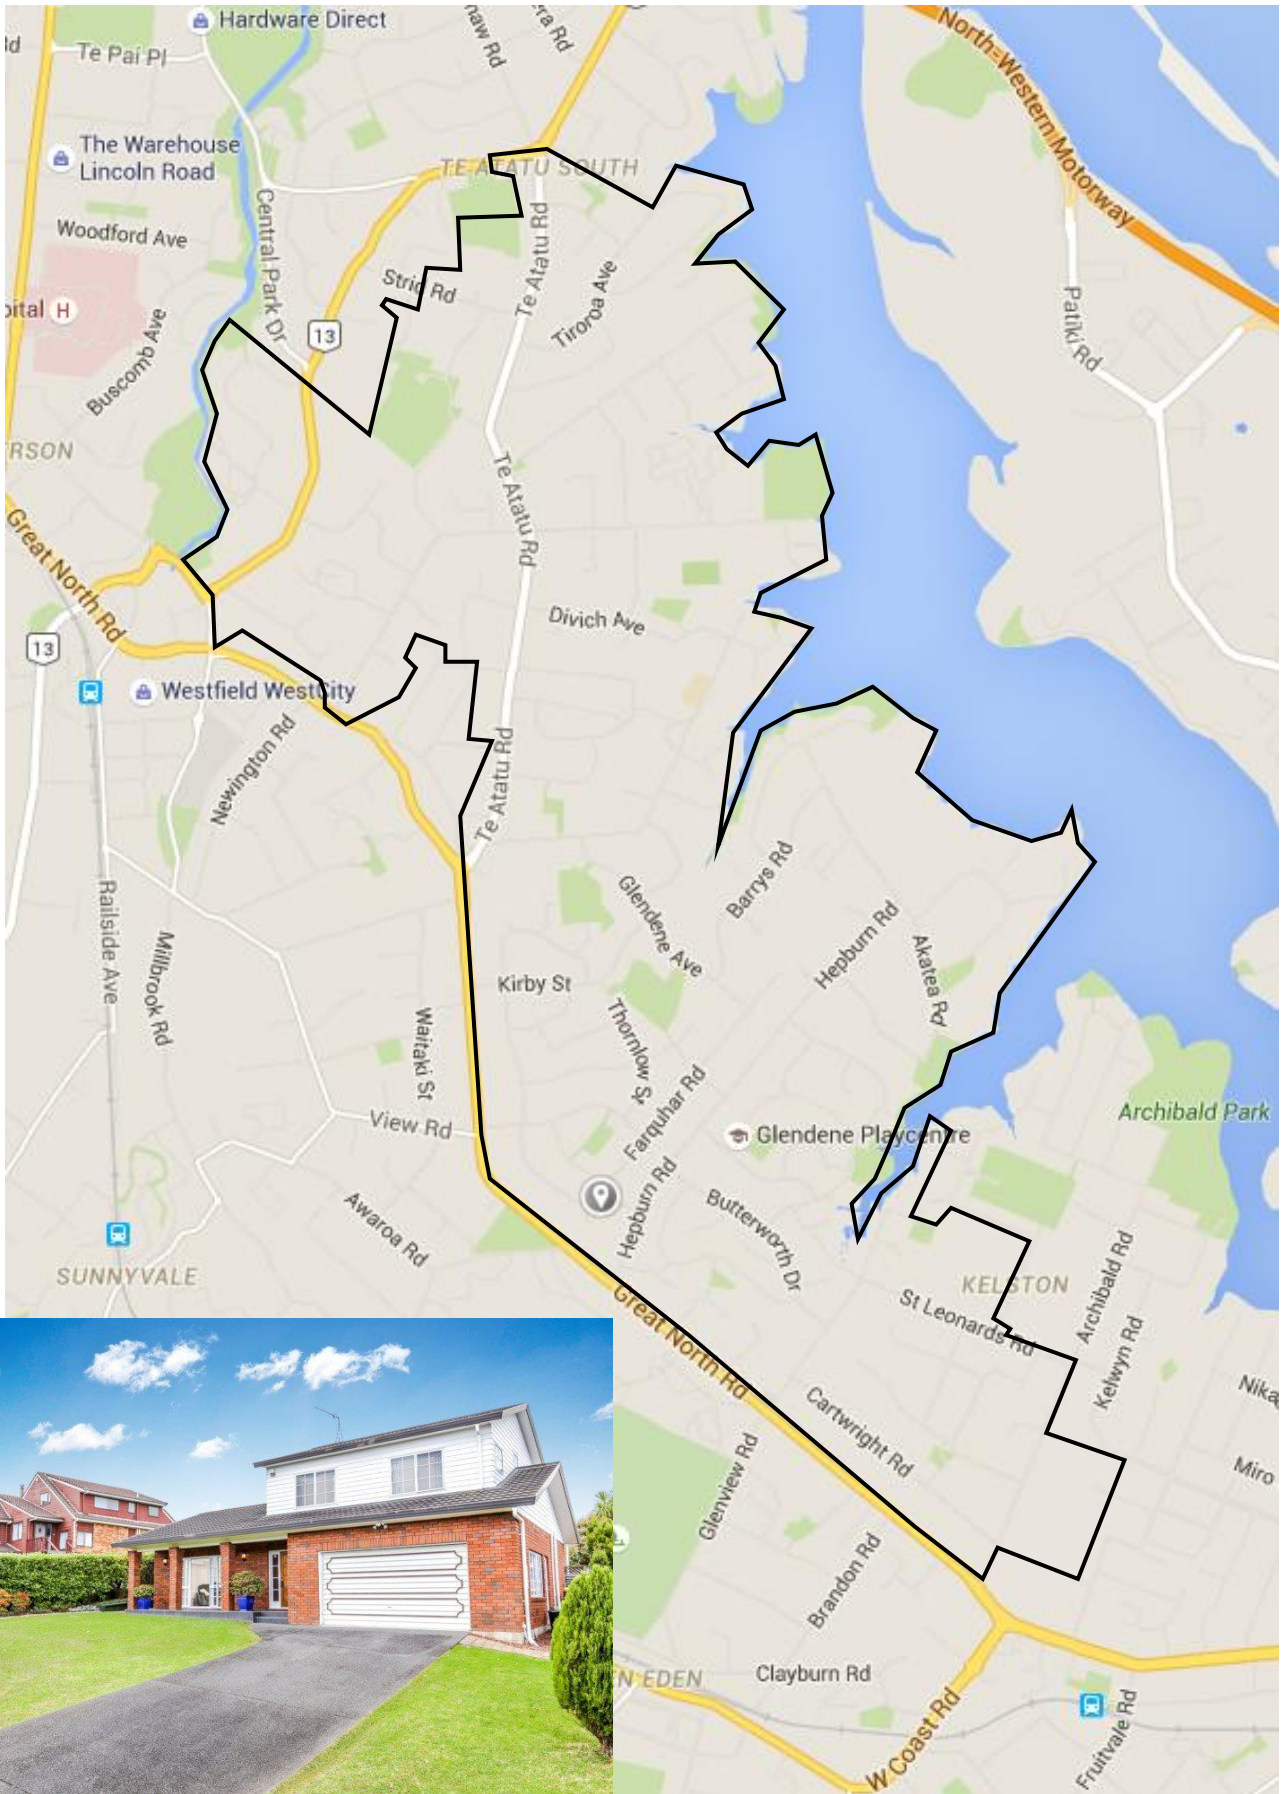 Hardware Direct
Te Pai Pl
The Warehouse
Lincoln Road
Woodford Ave
Central Park Dr
TE ATATU SOUTH
North-Western Motorway
Strid Rd
Te Atatu Rd
Tiroroa Ave
13
H
Buscomb Ave
Patiki Rd
Te Atatu Rd
Great North Rd
Divich Ave
13
Westfield WestCity
Newington Rd
Te Atatu Rd
Railside Ave
Millbrook Rd
Glendene Ave
Barrys Rd
Hepburn Rd
Akatea Rd
Kirby St
Waitaki St
Thornlow St
Farquhar Rd
View Rd
Glendene Playcentre
Archibald Park
Awaroa Rd
Hepburn Rd
Butterworth Dr
SUNNYVALE
KELSTON
Archibald Rd
St Leonards Rd
Great North Rd
Kelwyn Rd
Cartwright Rd
Glenview Rd
Miro
Brandon Rd
Clayburn Rd
EN EDEN
W Coast Rd
Fruitvale Rd